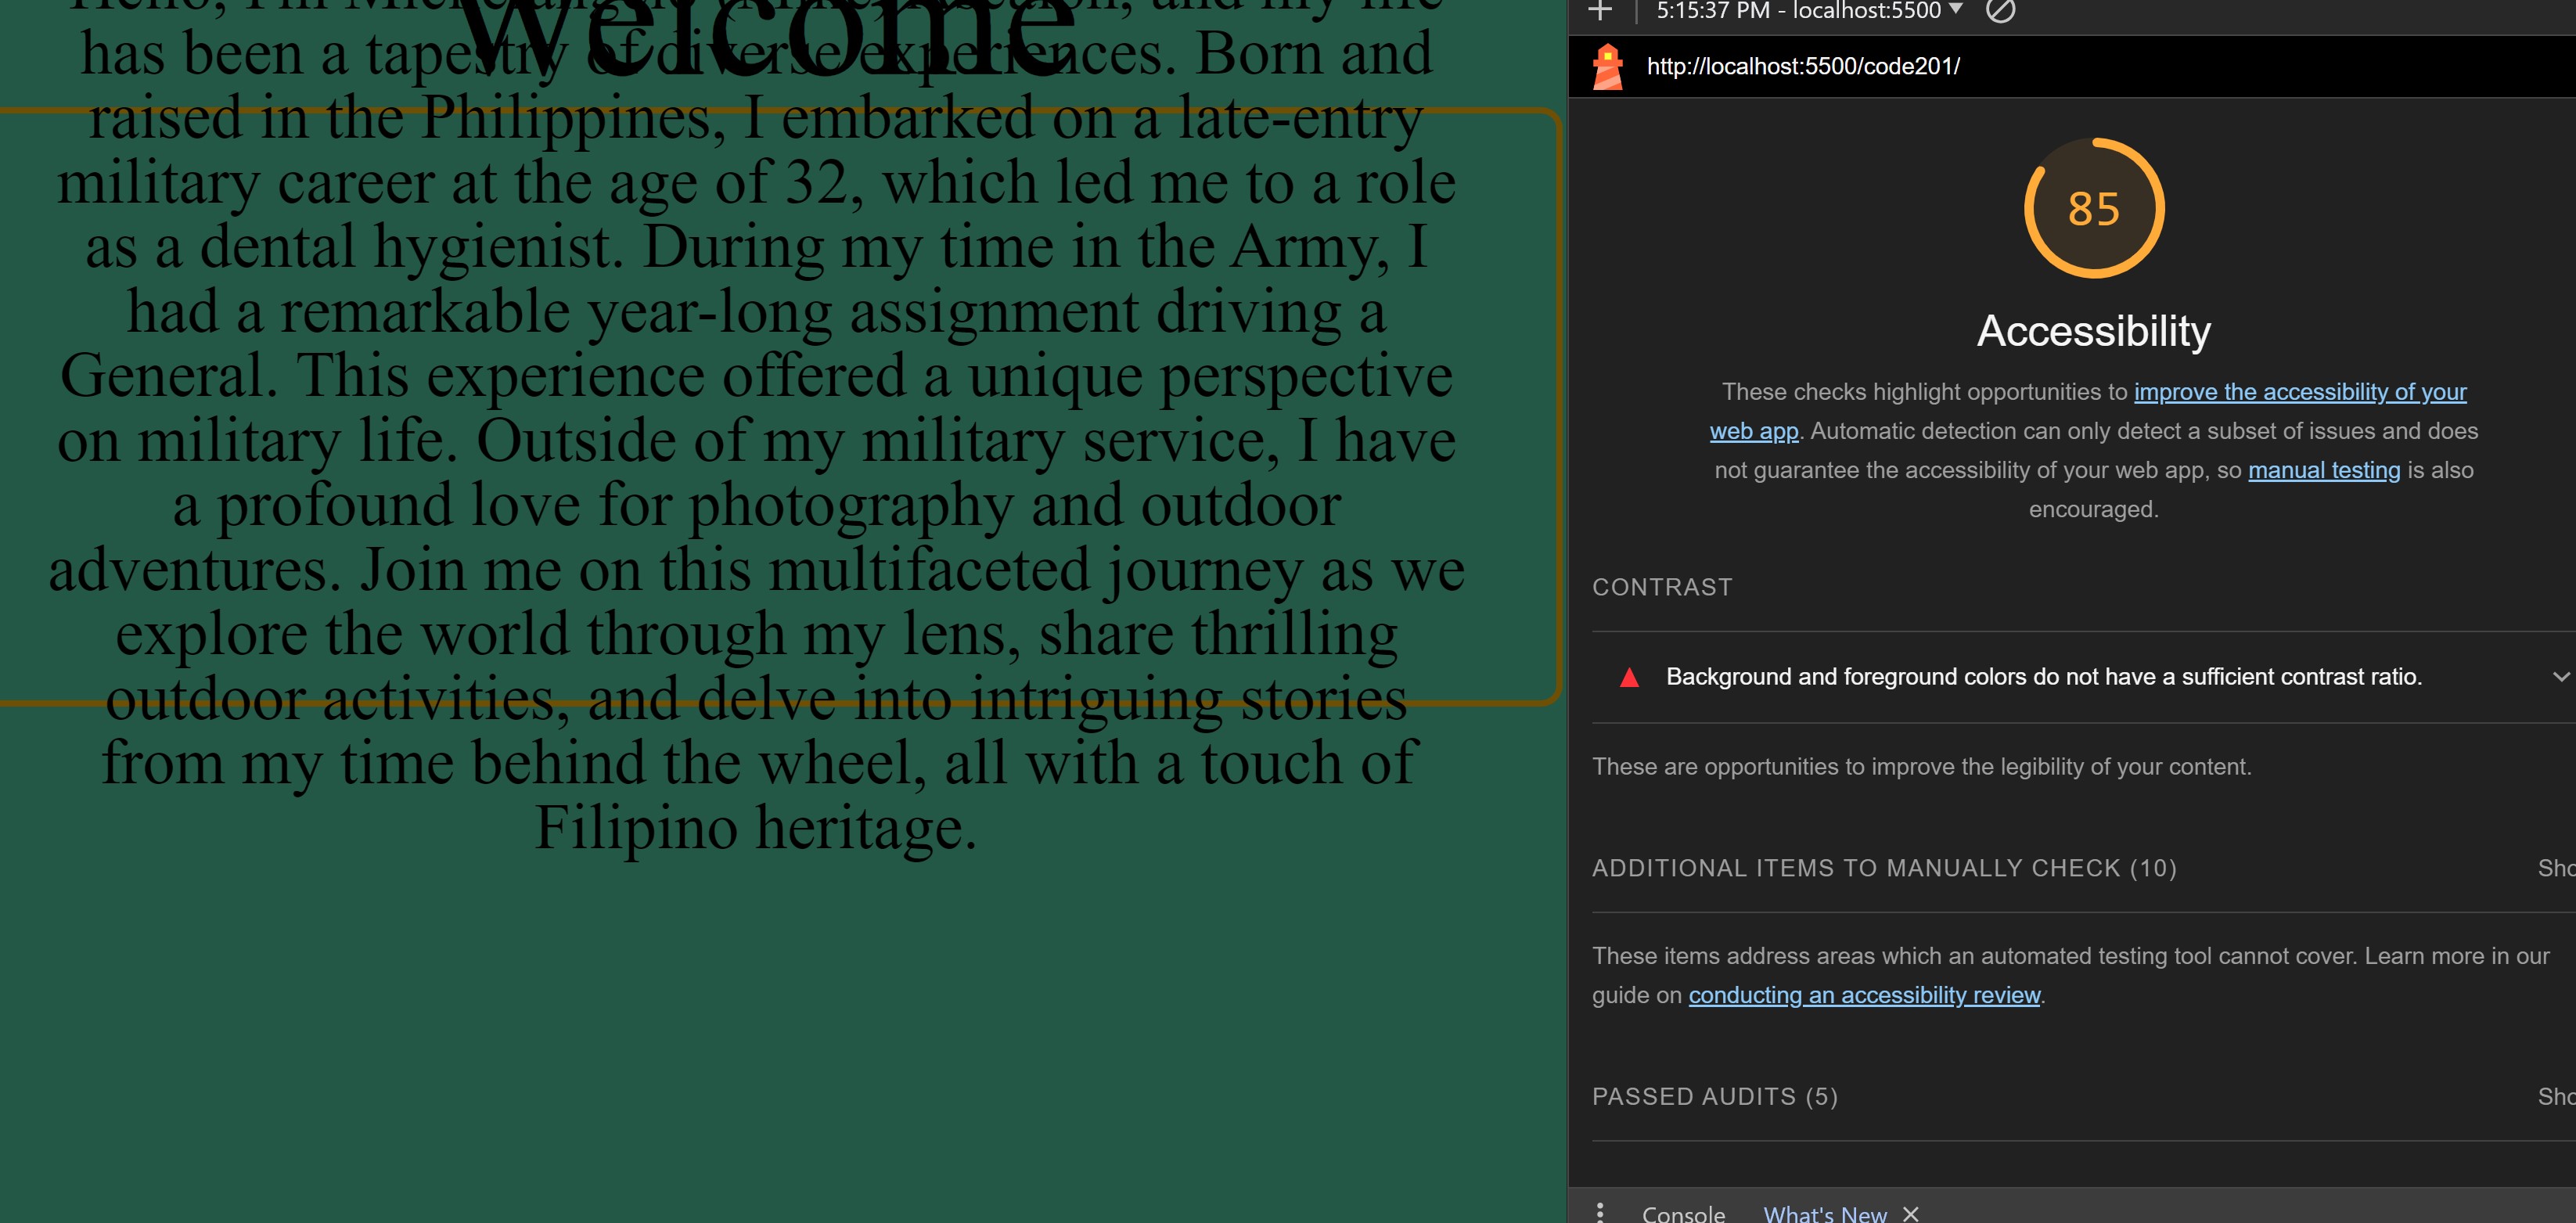 Welcome
has been a tapestry of diverse experiences. Born and
raised in the Philippines, I embarked on a late-entry
military career at the age of 32, which led me to a role
as a dental hygienist. During my time in the Army, I
had a remarkable year-long assignment driving a
General. This experience offered a unique perspective
on military life. Outside of my military service, I have
a profound love for photography and outdoor
adventures. Join me on this multifaceted journey as we
explore the world through my lens, share thrilling
outdoor activities, and delve into intriguing stories
from my time behind the wheel, all with a touch of
Filipino heritage.
5:15:37 PM - localhost:5500
http://localhost:5500/code201/
85
Accessibility
These checks highlight opportunities to improve the accessibility of your
web app. Automatic detection can only detect a subset of issues and does
not guarantee the accessibility of your web app, so manual testing is also
encouraged.
CONTRAST
Background and foreground colors do not have a sufficient contrast ratio.
These are opportunities to improve the legibility of your content.
ADDITIONAL ITEMS TO MANUALLY CHECK (10)
Sho
These items address areas which an automated testing tool cannot cover. Learn more in our
guide on conducting an accessibility review.
PASSED AUDITS (5)
Sho
Console
What's New